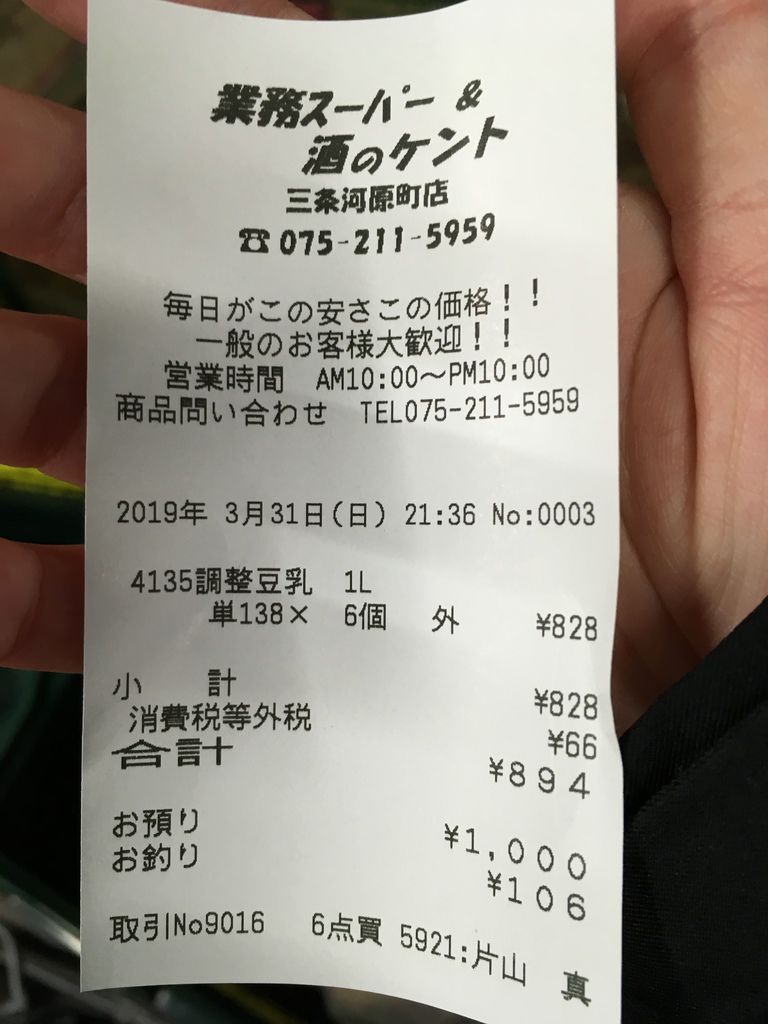 業務スーパー &
酒のケント
三条河原町店
☎075-211-5959
毎日がこの安さこの価格！！
一般のお客様大歓迎！！
営業時間 AM10:00～PM10:00
商品問い合わせ TEL075-211-5959
2019年 3月31日(日) 21:36 No:0003
4135調整豆乳 1L
単138× 6個 外 ¥828
小 計 ¥828
消費税等外税 ¥66
合計 ¥894
お預り ¥1,000
お釣り ¥106
取引No9016 6点買 5921:片山 真